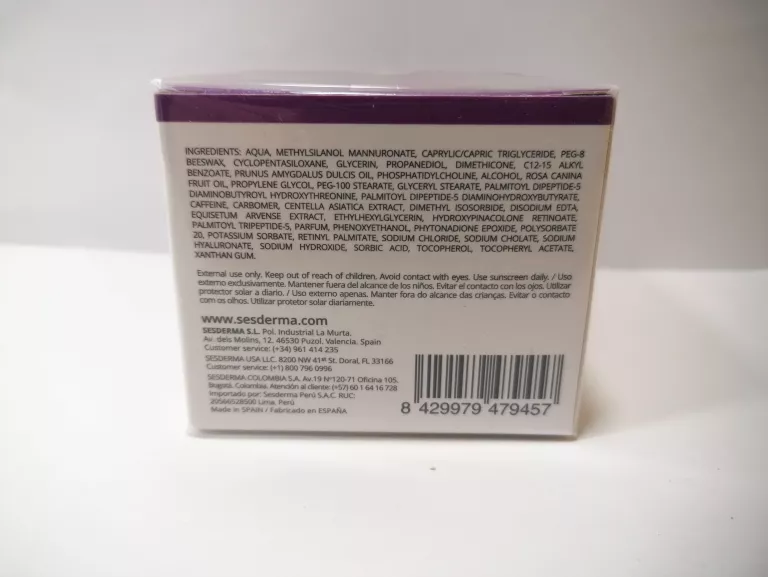 INGREDIENTS: AQUA, METHYLSILANOL MANNURONATE, CAPRYLIC/CAPRIC TRIGLYCERIDE, PEG-8
BEESWAX, CYCLOPENTASILOXANE, GLYCERIN, PROPANEDIOL, DIMETHICONE, C12-15 ALKYL
BENZOATE, PRUNUS AMYGDALUS DULCIS OIL, PHOSPHATIDYLCHOLINE, ALCOHOL, ROSA CANINA
FRUIT OIL, PROPYLENE GLYCOL, PEG-100 STEARATE, GLYCERYL STEARATE, PALMITOYL DIPEPTIDE-5
DIAMINOBUTYROYL HYDROXYTHREONINE, PALMITOYL DIPEPTIDE-5 DIAMINOHYDROXYBUTYRATE,
CAFFEINE, CARBOMER, CENTELLA ASIATICA EXTRACT, DIMETHYL ISOSORBIDE, DISODIUM EDTA,
EQUISETUM ARVENSE EXTRACT, ETHYLHEXYLGLYCERIN, HYDROXYPINACOLONE RETINOATE,
PALMITOYL TRIPEPTIDE-5, PARFUM, PHENOXYETHANOL, PHYTONADIONE EPOXIDE, POLYSORBATE
20, POTASSIUM SORBATE, RETINYL PALMITATE, SODIUM CHLORIDE, SODIUM CHOLATE, SODIUM
HYALURONATE, SODIUM HYDROXIDE, SORBIC ACID, TOCOPHEROL, TOCOPHERYL ACETATE,
XANTHAN GUM.
External use only. Keep out of reach of children. Avoid contact with eyes. Use sunscreen daily. / Uso
externo exclusivamente. Mantener fuera del alcance de los niños. Evitar el contacto con los ojos. Utilizar
protector solar a diario. / Uso externo apenas. Manter fora do alcance das crianças. Evitar o contacto
com os olhos. Utilizar protetor solar diariamente.
www.sesderma.com
SESDERMA S.L. Pol. Industrial La Murta.
Av. dels Molins, 12. 46530 Puzol. Valencia. Spain
Customer service: (+34) 961 414 235
SESDERMA USA LLC. 8200 NW 41st St. Doral, FL 33166
Customer service: (+1) 800 796 0996
SESDERMA COLOMBIA S.A. Av.19 Nº120-71 Oficina 105.
Bogotá. Colombia. Atención al cliente: (+57) 60 1 64 16 728
Importado por: Sesderma Perú S.A.C. RUC:
20566528500 Lima. Perú
Made in SPAIN / Fabricado en ESPAÑA
8 429979 479457